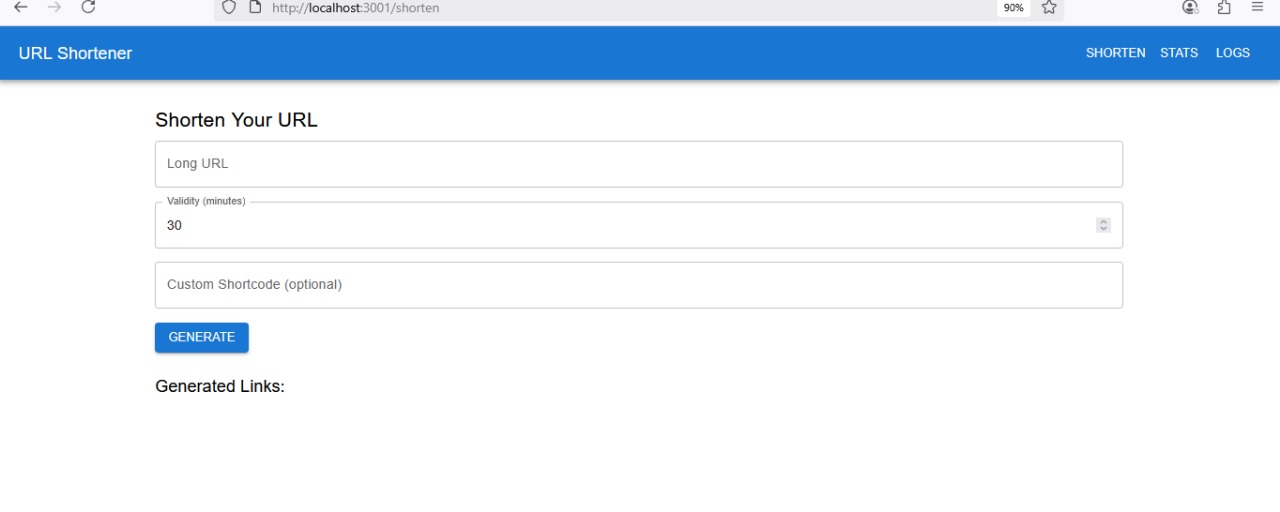 http://localhost:3001/shorten 90%
URL Shortener SHORTEN STATS LOGS
Shorten Your URL
Long URL
Validity (minutes)
30
Custom Shortcode (optional)
GENERATE
Generated Links: